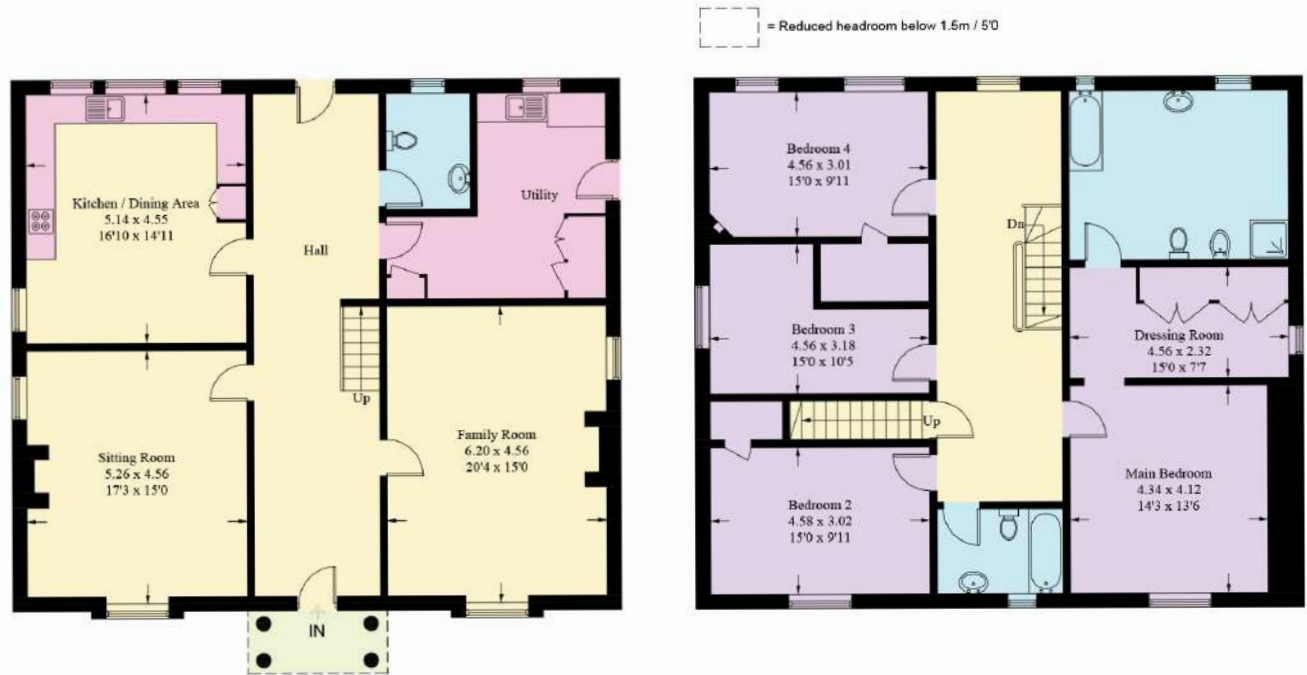 = Reduced headroom below 1.5m / 5'0
Kitchen / Dining Area
5.14 x 4.55
16'10 x 14'11
Hall
Utility
Up
Sitting Room
5.26 x 4.56
17'3 x 15'0
Family Room
6.20 x 4.56
20'4 x 15'0
IN
Bedroom 4
4.56 x 3.01
15'0 x 9'11
Dn
Bedroom 3
4.56 x 3.18
15'0 x 10'5
Dressing Room
4.56 x 2.32
15'0 x 7'7
Up
Bedroom 2
4.58 x 3.02
15'0 x 9'11
Main Bedroom
4.34 x 4.12
14'3 x 13'6